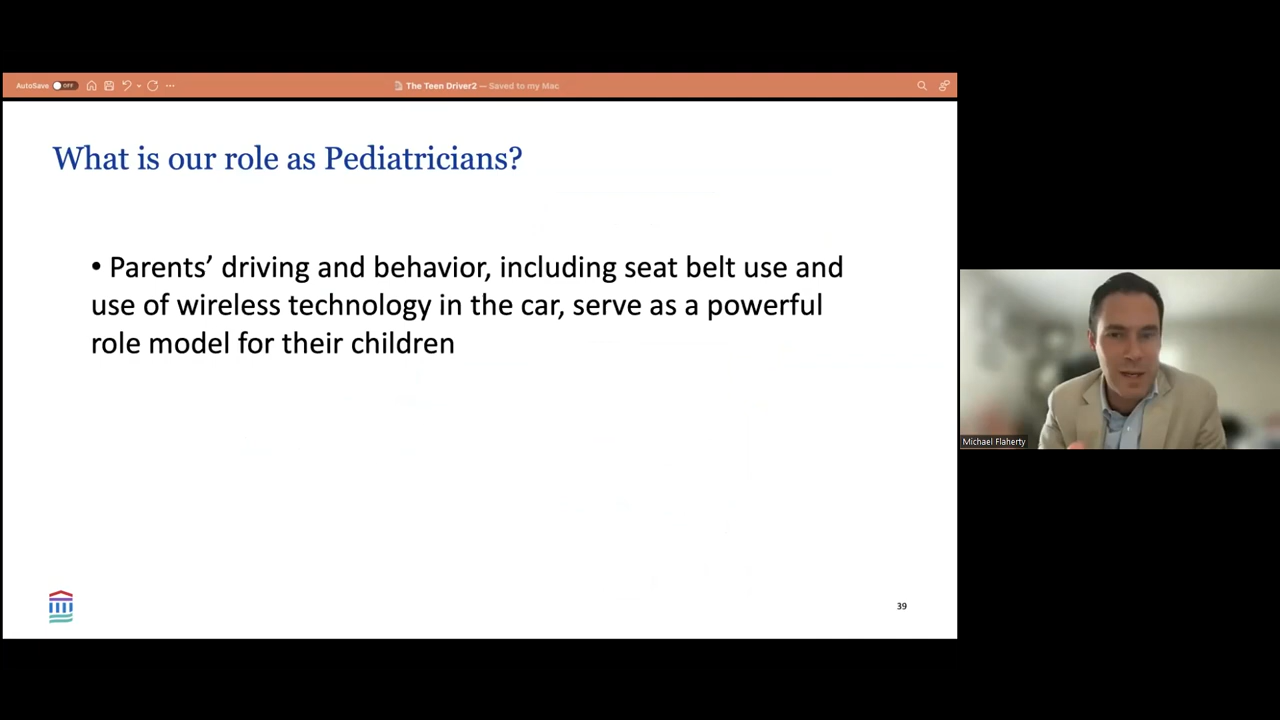 AutoSave OFF
The Teen Driver2 — Saved to my Mac
What is our role as Pediatricians?
• Parents’ driving and behavior, including seat belt use and
use of wireless technology in the car, serve as a powerful
role model for their children
Michael Flaherty
39